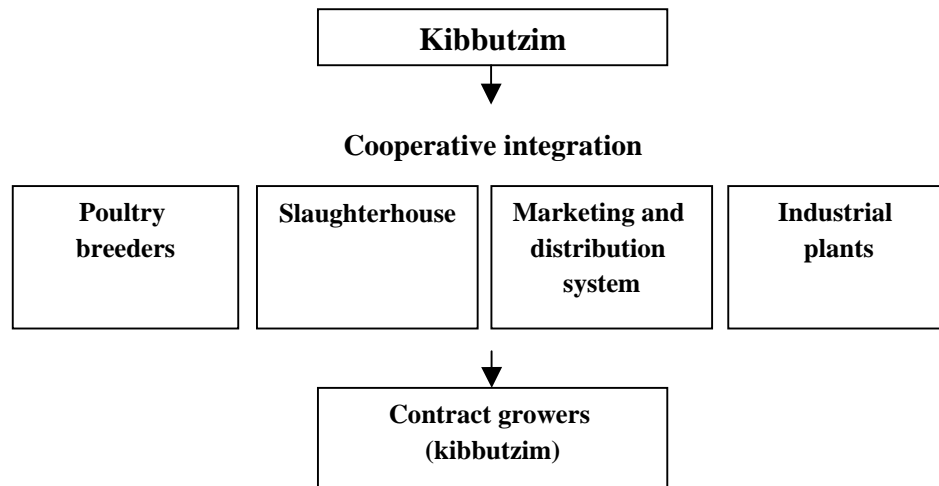 Kibbutzim
Cooperative integration
Poultry
breeders
Slaughterhouse
Marketing and
distribution
system
Industrial
plants
Contract growers
(kibbutzim)